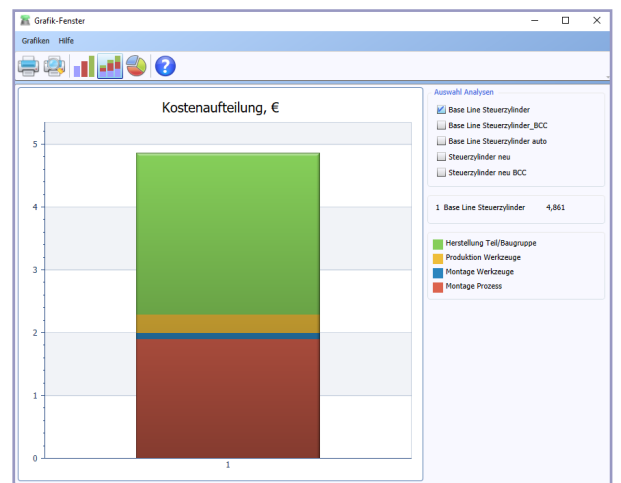 Grafik-Fenster
Grafiken Hilfe
Kostenaufteilung, €
5
4
3
2
1
0
1
Auswahl Analysen
Base Line Steuerzylinder
Base Line Steuerzylinder_BCC
Base Line Steuerzylinder auto
Steuerzylinder neu
Steuerzylinder neu BCC
1 Base Line Steuerzylinder 4,861
Herstellung Teil/Baugruppe
Produktion Werkzeuge
Montage Werkzeuge
Montage Prozess